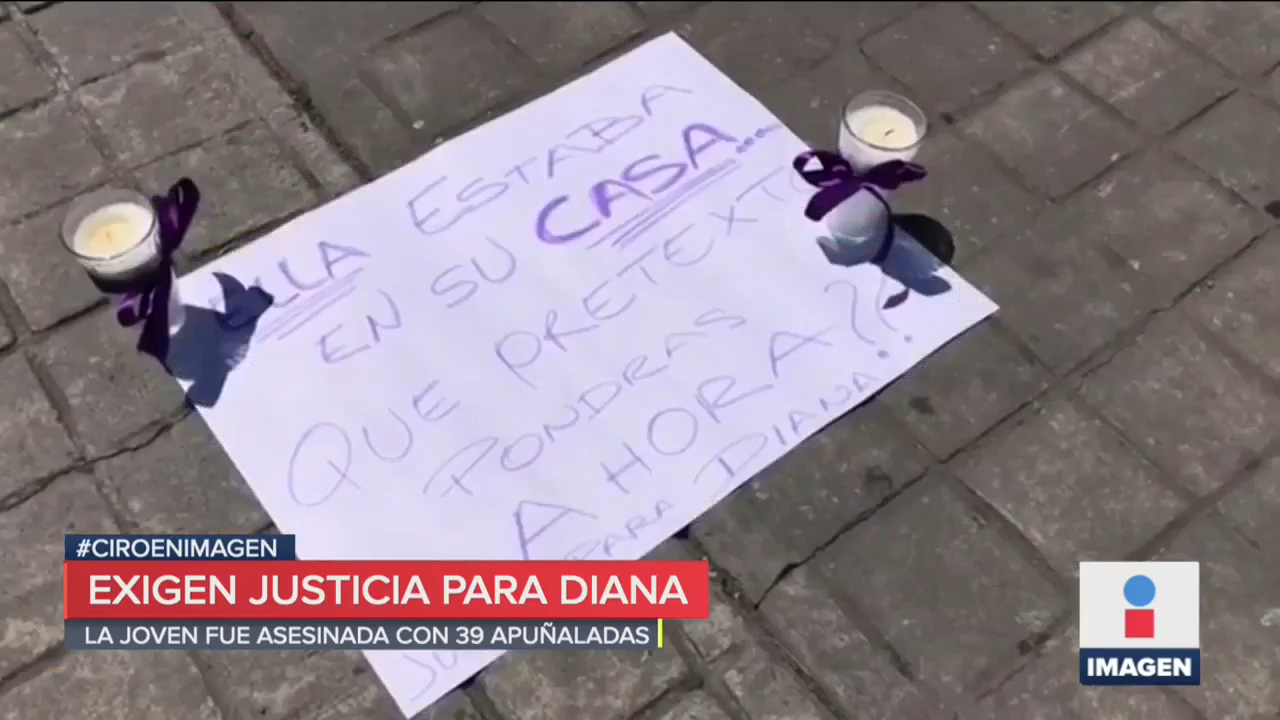 ELLA ESTABA
EN SU CASA...
QUE PRETEXTO
PONDRAS
AHORA??
PARA DIANA
#CIROENIMAGEN
EXIGEN JUSTICIA PARA DIANA
LA JOVEN FUE ASESINADA CON 39 APUÑALADAS
IMAGEN